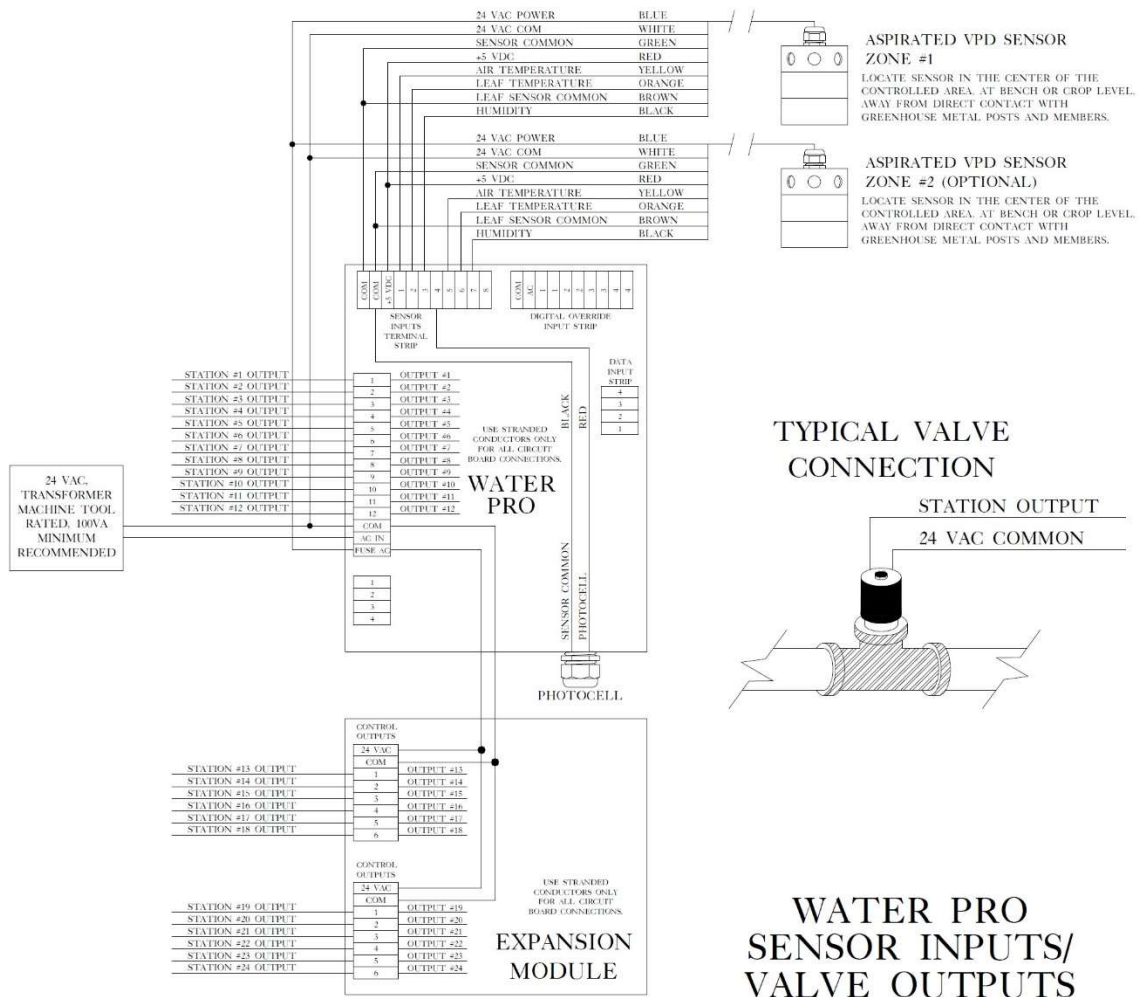 24 VAC POWER BLUE
24 VAC COM WHITE
SENSOR COMMON GREEN
+5 VDC RED
AIR TEMPERATURE YELLOW
LEAF TEMPERATURE ORANGE
LEAF SENSOR COMMON BROWN
HUMIDITY BLACK
ASPIRATED VPD SENSOR
ZONE #1
LOCATE SENSOR IN THE CENTER OF THE
CONTROLLED AREA. AT BENCH OR CROP LEVEL.
AWAY FROM DIRECT CONTACT WITH
GREENHOUSE METAL POSTS AND MEMBERS.
24 VAC POWER BLUE
24 VAC COM WHITE
SENSOR COMMON GREEN
+5 VDC RED
AIR TEMPERATURE YELLOW
LEAF TEMPERATURE ORANGE
LEAF SENSOR COMMON BROWN
HUMIDITY BLACK
ASPIRATED VPD SENSOR
ZONE #2 (OPTIONAL)
LOCATE SENSOR IN THE CENTER OF THE
CONTROLLED AREA. AT BENCH OR CROP LEVEL.
AWAY FROM DIRECT CONTACT WITH
GREENHOUSE METAL POSTS AND MEMBERS.
COM
COM
+5 VDC
1
2
3
4
5
6
7
8
SENSOR
INPUTS
TERMINAL
STRIP
COM
AC
1
1
2
2
3
3
4
4
DIGITAL OVERRIDE
INPUT STRIP
DATA
INPUT
STRIP
4
3
2
1
STATION #1 OUTPUT 1 OUTPUT #1
STATION #2 OUTPUT 2 OUTPUT #2
STATION #3 OUTPUT 3 OUTPUT #3
STATION #4 OUTPUT 4 OUTPUT #4
STATION #5 OUTPUT 5 OUTPUT #5
STATION #6 OUTPUT 6 OUTPUT #6
STATION #7 OUTPUT 7 OUTPUT #7
STATION #8 OUTPUT 8 OUTPUT #8
STATION #9 OUTPUT 9 OUTPUT #9
STATION #10 OUTPUT 10 OUTPUT #10
STATION #11 OUTPUT 11 OUTPUT #11
STATION #12 OUTPUT 12 OUTPUT #12
COM
AC IN
FUSE AC
1
2
3
4
USE STRANDED
CONDUCTORS ONLY
FOR ALL CIRCUIT
BOARD CONNECTIONS.
WATER
PRO
BLACK
RED
SENSOR COMMON
PHOTOCELL
PHOTOCELL
24 VAC,
TRANSFORMER
MACHINE TOOL
RATED, 100VA
MINIMUM
RECOMMENDED
TYPICAL VALVE
CONNECTION
STATION OUTPUT
24 VAC COMMON
CONTROL
OUTPUTS
24 VAC
COM
STATION #13 OUTPUT 1 OUTPUT #13
STATION #14 OUTPUT 2 OUTPUT #14
STATION #15 OUTPUT 3 OUTPUT #15
STATION #16 OUTPUT 4 OUTPUT #16
STATION #17 OUTPUT 5 OUTPUT #17
STATION #18 OUTPUT 6 OUTPUT #18
CONTROL
OUTPUTS
24 VAC
COM
STATION #19 OUTPUT 1 OUTPUT #19
STATION #20 OUTPUT 2 OUTPUT #20
STATION #21 OUTPUT 3 OUTPUT #21
STATION #22 OUTPUT 4 OUTPUT #22
STATION #23 OUTPUT 5 OUTPUT #23
STATION #24 OUTPUT 6 OUTPUT #24
USE STRANDED
CONDUCTORS ONLY
FOR ALL CIRCUIT
BOARD CONNECTIONS.
EXPANSION
MODULE
WATER PRO
SENSOR INPUTS/
VALVE OUTPUTS